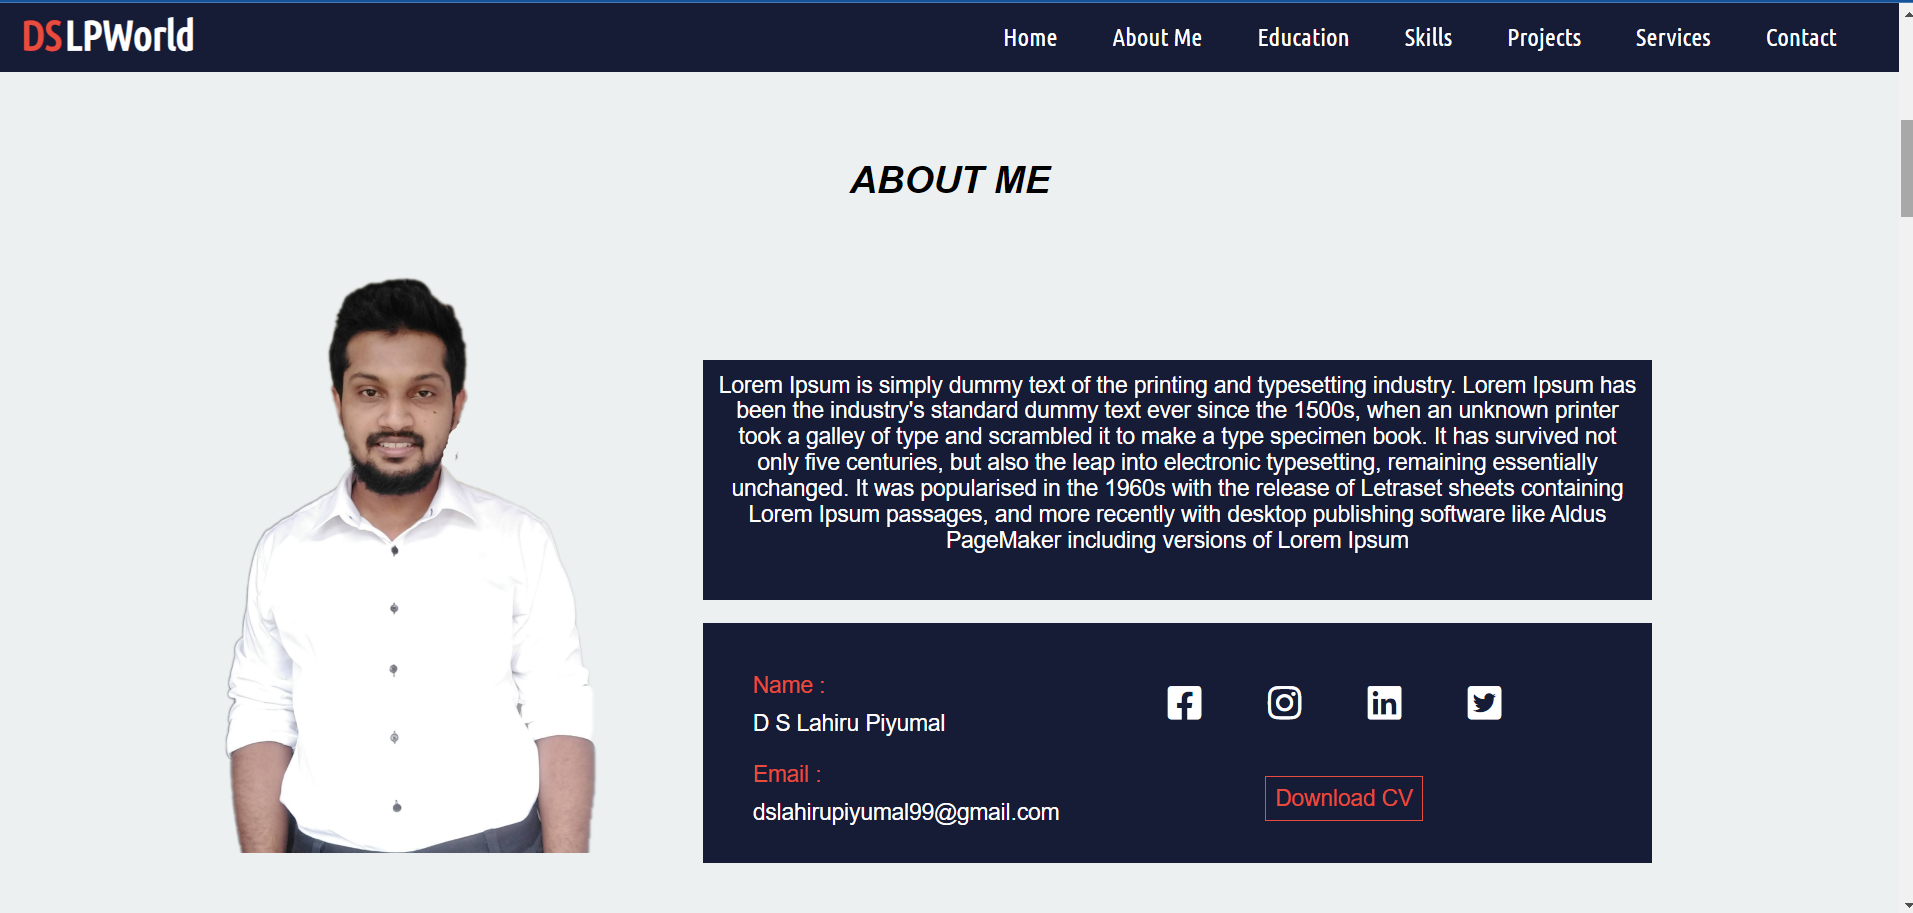 DSLPWorld
Home About Me Education Skills Projects Services Contact
ABOUT ME
Lorem Ipsum is simply dummy text of the printing and typesetting industry. Lorem Ipsum has
been the industry's standard dummy text ever since the 1500s, when an unknown printer
took a galley of type and scrambled it to make a type specimen book. It has survived not
only five centuries, but also the leap into electronic typesetting, remaining essentially
unchanged. It was popularised in the 1960s with the release of Letraset sheets containing
Lorem Ipsum passages, and more recently with desktop publishing software like Aldus
PageMaker including versions of Lorem Ipsum
Name :
D S Lahiru Piyumal
Email :
dslahirupiyumal99@gmail.com
Download CV